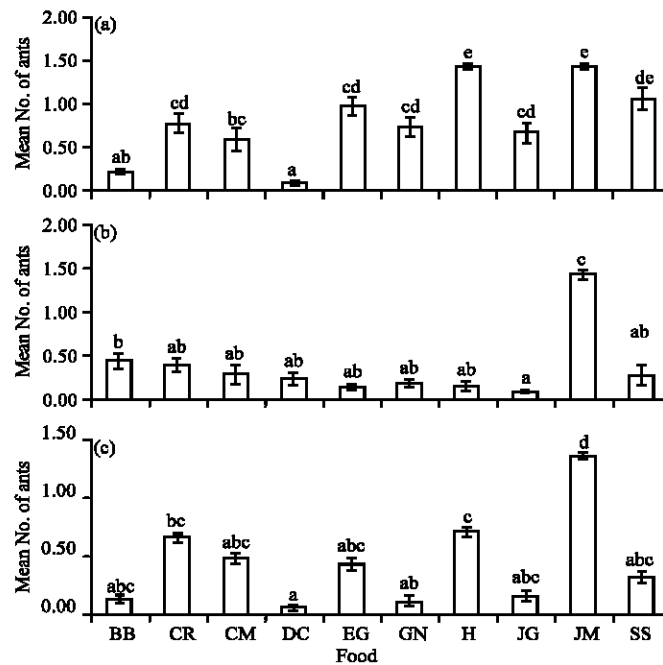 (a)
Mean No. of ants
2.00
1.50
1.00
0.50
0.00
ab cd bc a cd cd e cd e de
(b)
Mean No. of ants
2.00
1.50
1.00
0.50
0.00
b ab ab ab ab ab ab a c ab
(c)
Mean No. of ants
1.50
1.00
0.50
0.00
abc bc abc a abc ab c abc d abc
BB CR CM DC EG GN H JG JM SS
Food